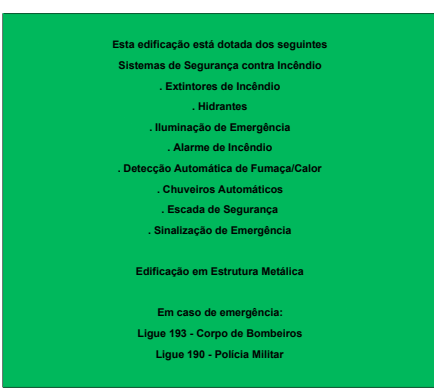 Esta edificação está dotada dos seguintes
Sistemas de Segurança contra Incêndio
. Extintores de Incêndio
. Hidrantes
. Iluminação de Emergência
. Alarme de Incêndio
. Detecção Automática de Fumaça/Calor
. Chuveiros Automáticos
. Escada de Segurança
. Sinalização de Emergência
Edificação em Estrutura Metálica
Em caso de emergência:
Ligue 193 - Corpo de Bombeiros
Ligue 190 - Polícia Militar